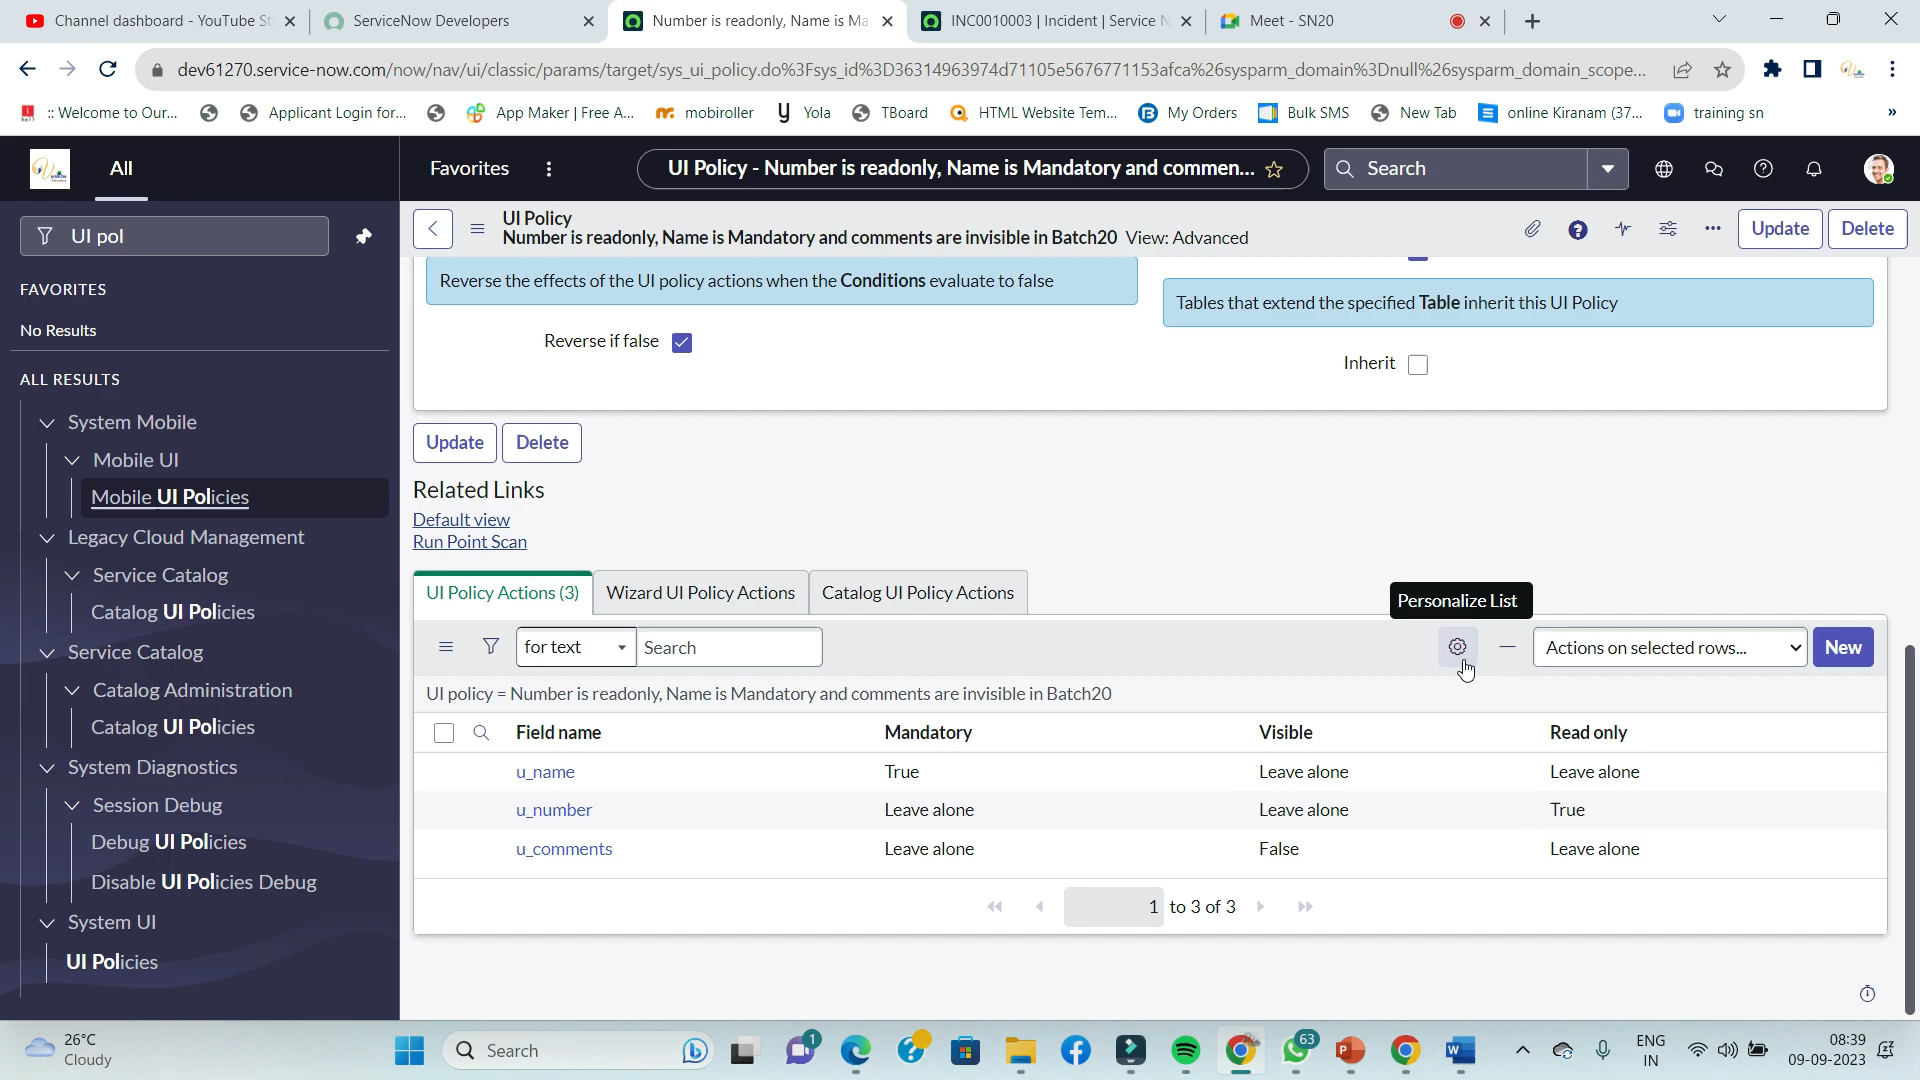 Channel dashboard - YouTube St
ServiceNow Developers
Number is readonly, Name is Ma
INC0010003 | Incident | Service N
Meet - SN20
dev61270.service-now.com/now/nav/ui/classic/params/target/sys_ui_policy.do%3Fsys_id%3D36314963974d71105e5676771153afca%26sysparm_domain%3Dnull%26sysparm_domain_scope...
:: Welcome to Our...
Applicant Login for...
App Maker | Free A...
mobiroller
Yola
TBoard
HTML Website Tem...
My Orders
Bulk SMS
New Tab
online Kiranam (37...
training sn
»
All
Favorites
UI Policy - Number is readonly, Name is Mandatory and commen...
Search
UI pol
FAVORITES
No Results
ALL RESULTS
System Mobile
Mobile UI
Mobile UI Policies
Legacy Cloud Management
Service Catalog
Catalog UI Policies
Service Catalog
Catalog Administration
Catalog UI Policies
System Diagnostics
Session Debug
Debug UI Policies
Disable UI Policies Debug
System UI
UI Policies
UI Policy
Number is readonly, Name is Mandatory and comments are invisible in Batch20 View: Advanced
Update
Delete
Reverse the effects of the UI policy actions when the Conditions evaluate to false
Tables that extend the specified Table inherit this UI Policy
Reverse if false
Inherit
Update
Delete
Related Links
Default view
Run Point Scan
UI Policy Actions (3)
Wizard UI Policy Actions
Catalog UI Policy Actions
Personalize List
for text
Search
Actions on selected rows...
New
UI policy = Number is readonly, Name is Mandatory and comments are invisible in Batch20
Field name Mandatory Visible Read only
u_name True Leave alone Leave alone
u_number Leave alone Leave alone True
u_comments Leave alone False Leave alone
1 to 3 of 3
26°C
Cloudy
Search
1
63
ENG
IN
08:39
09-09-2023